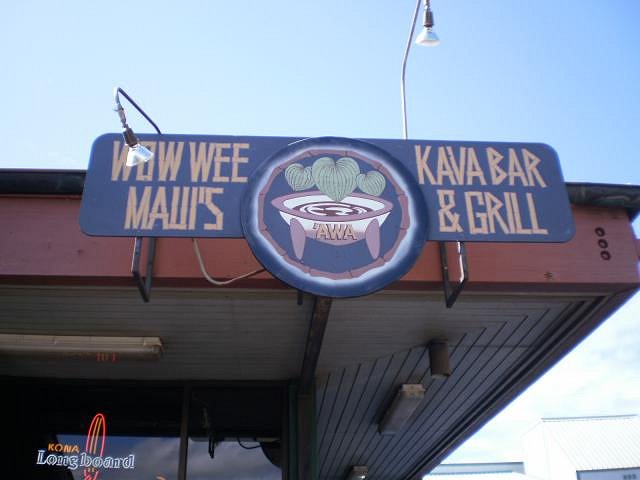 WOW WEE
MAUI'S
KAVA BAR
& GRILL
'AWA
KONA
Longboard